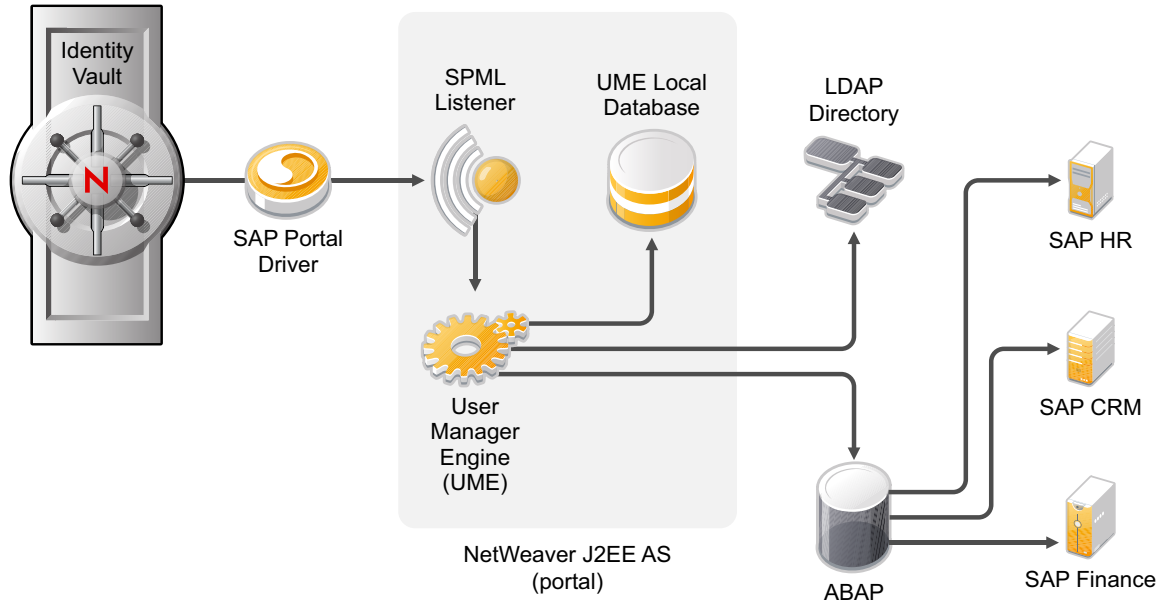 Identity
Vault
N
SAP Portal
Driver
SPML
Listener
UME Local
Database
User
Manager
Engine
(UME)
NetWeaver J2EE AS
(portal)
LDAP
Directory
ABAP
SAP HR
SAP CRM
SAP Finance